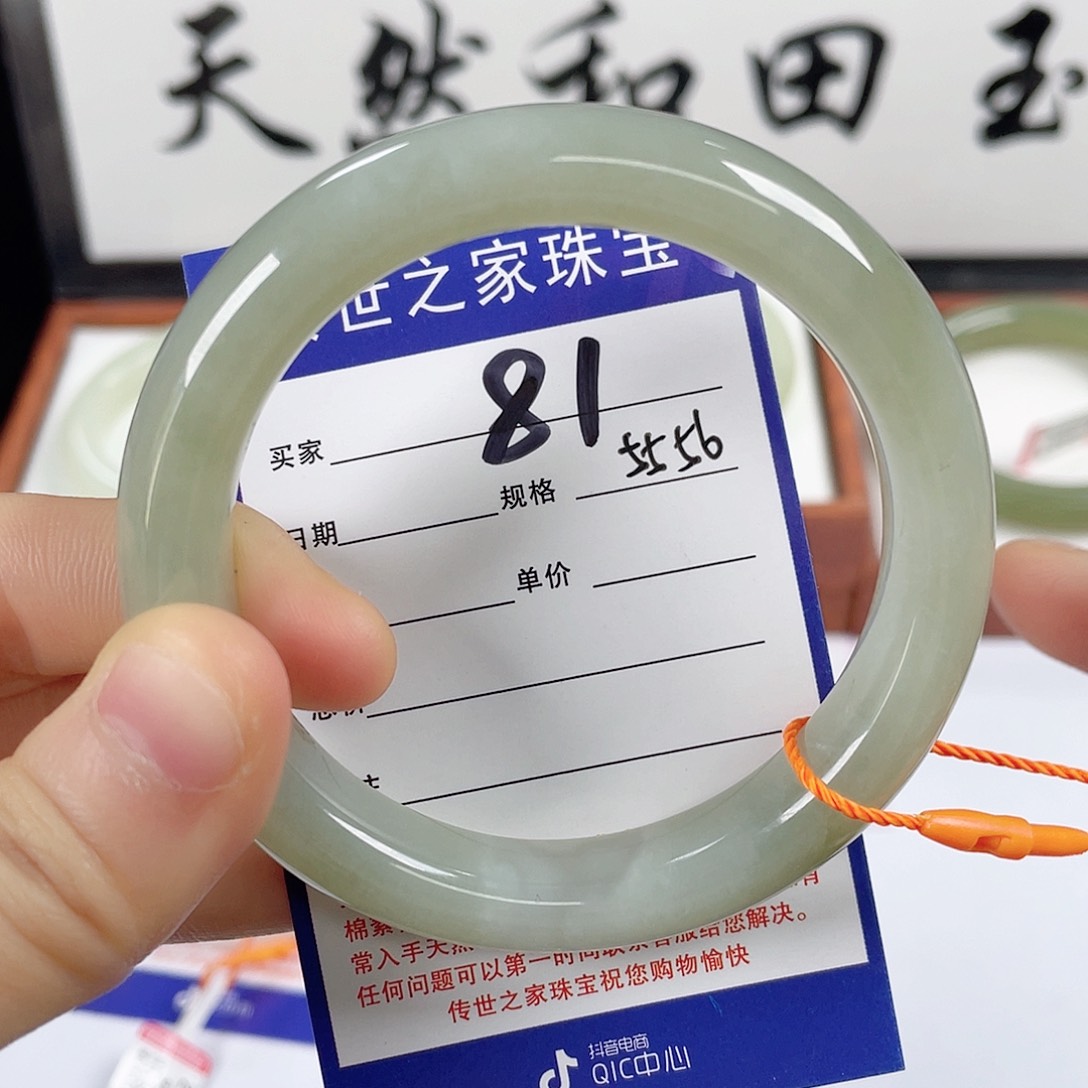 天然和田玉
世之家珠宝
81
买家
55 56
规格
日期
单价
棉絮
常入手天然
客服给您解决。
任何问题可以第一时间联系
传世之家珠宝祝您购物愉快
抖音电商
QIC中心